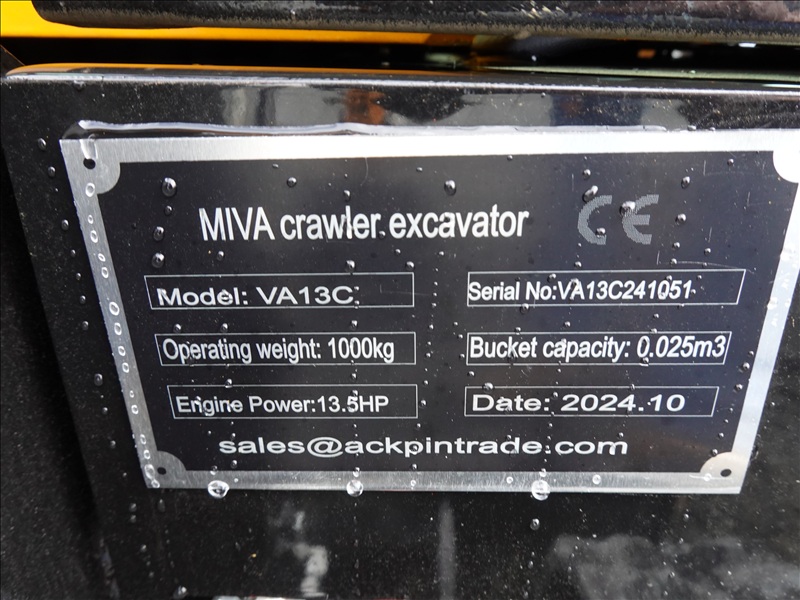 MIVA crawler excavator CE
Model: VA13C
Serial No:VA13C241051
Operating weight: 1000kg
Bucket capacity: 0.025m3
Engine Power:13.5HP
Date: 2024.10
sales@ackpintrade.com